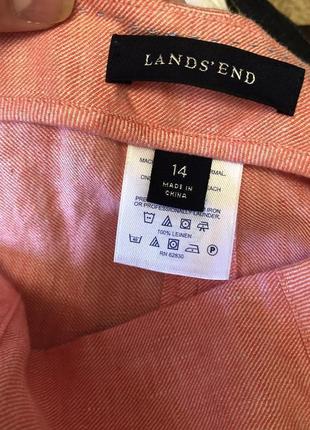 LANDS' END
14
MADE IN
CHINA
OR PROFESSIONALLY LAUNDER.
100% LEINEN
RN 62830
P